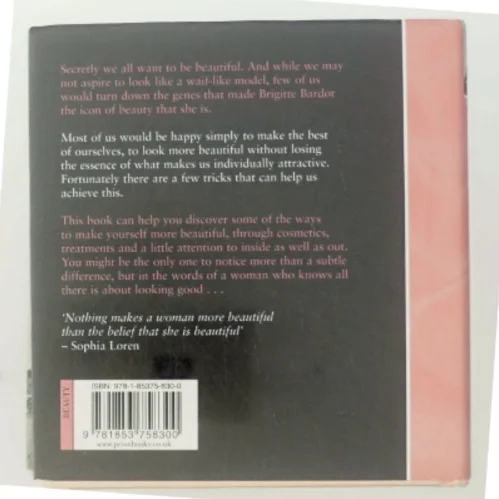 Secretly we all want to be beautiful. And while we may
not aspire to look like a waif-like model, few of us
would turn down the genes that made Brigitte Bardot
the icon of beauty that she is.
Most of us would be happy simply to make the best
of ourselves, to look more beautiful without losing
the essence of what makes us individually attractive.
Fortunately there are a few tricks that can help us
achieve this.
This book can help you discover some of the ways
to make yourself more beautiful, through cosmetics,
treatments and a little attention to inside as well as out.
You might be the only one to notice more than a subtle
difference, but in the words of a woman who knows all
there is about looking good . . .
‘Nothing makes a woman more beautiful
than the belief that she is beautiful’
– Sophia Loren
BEAUTY
ISBN: 978-1-85375-830-0
9 781853 758300
www.prionbooks.co.uk